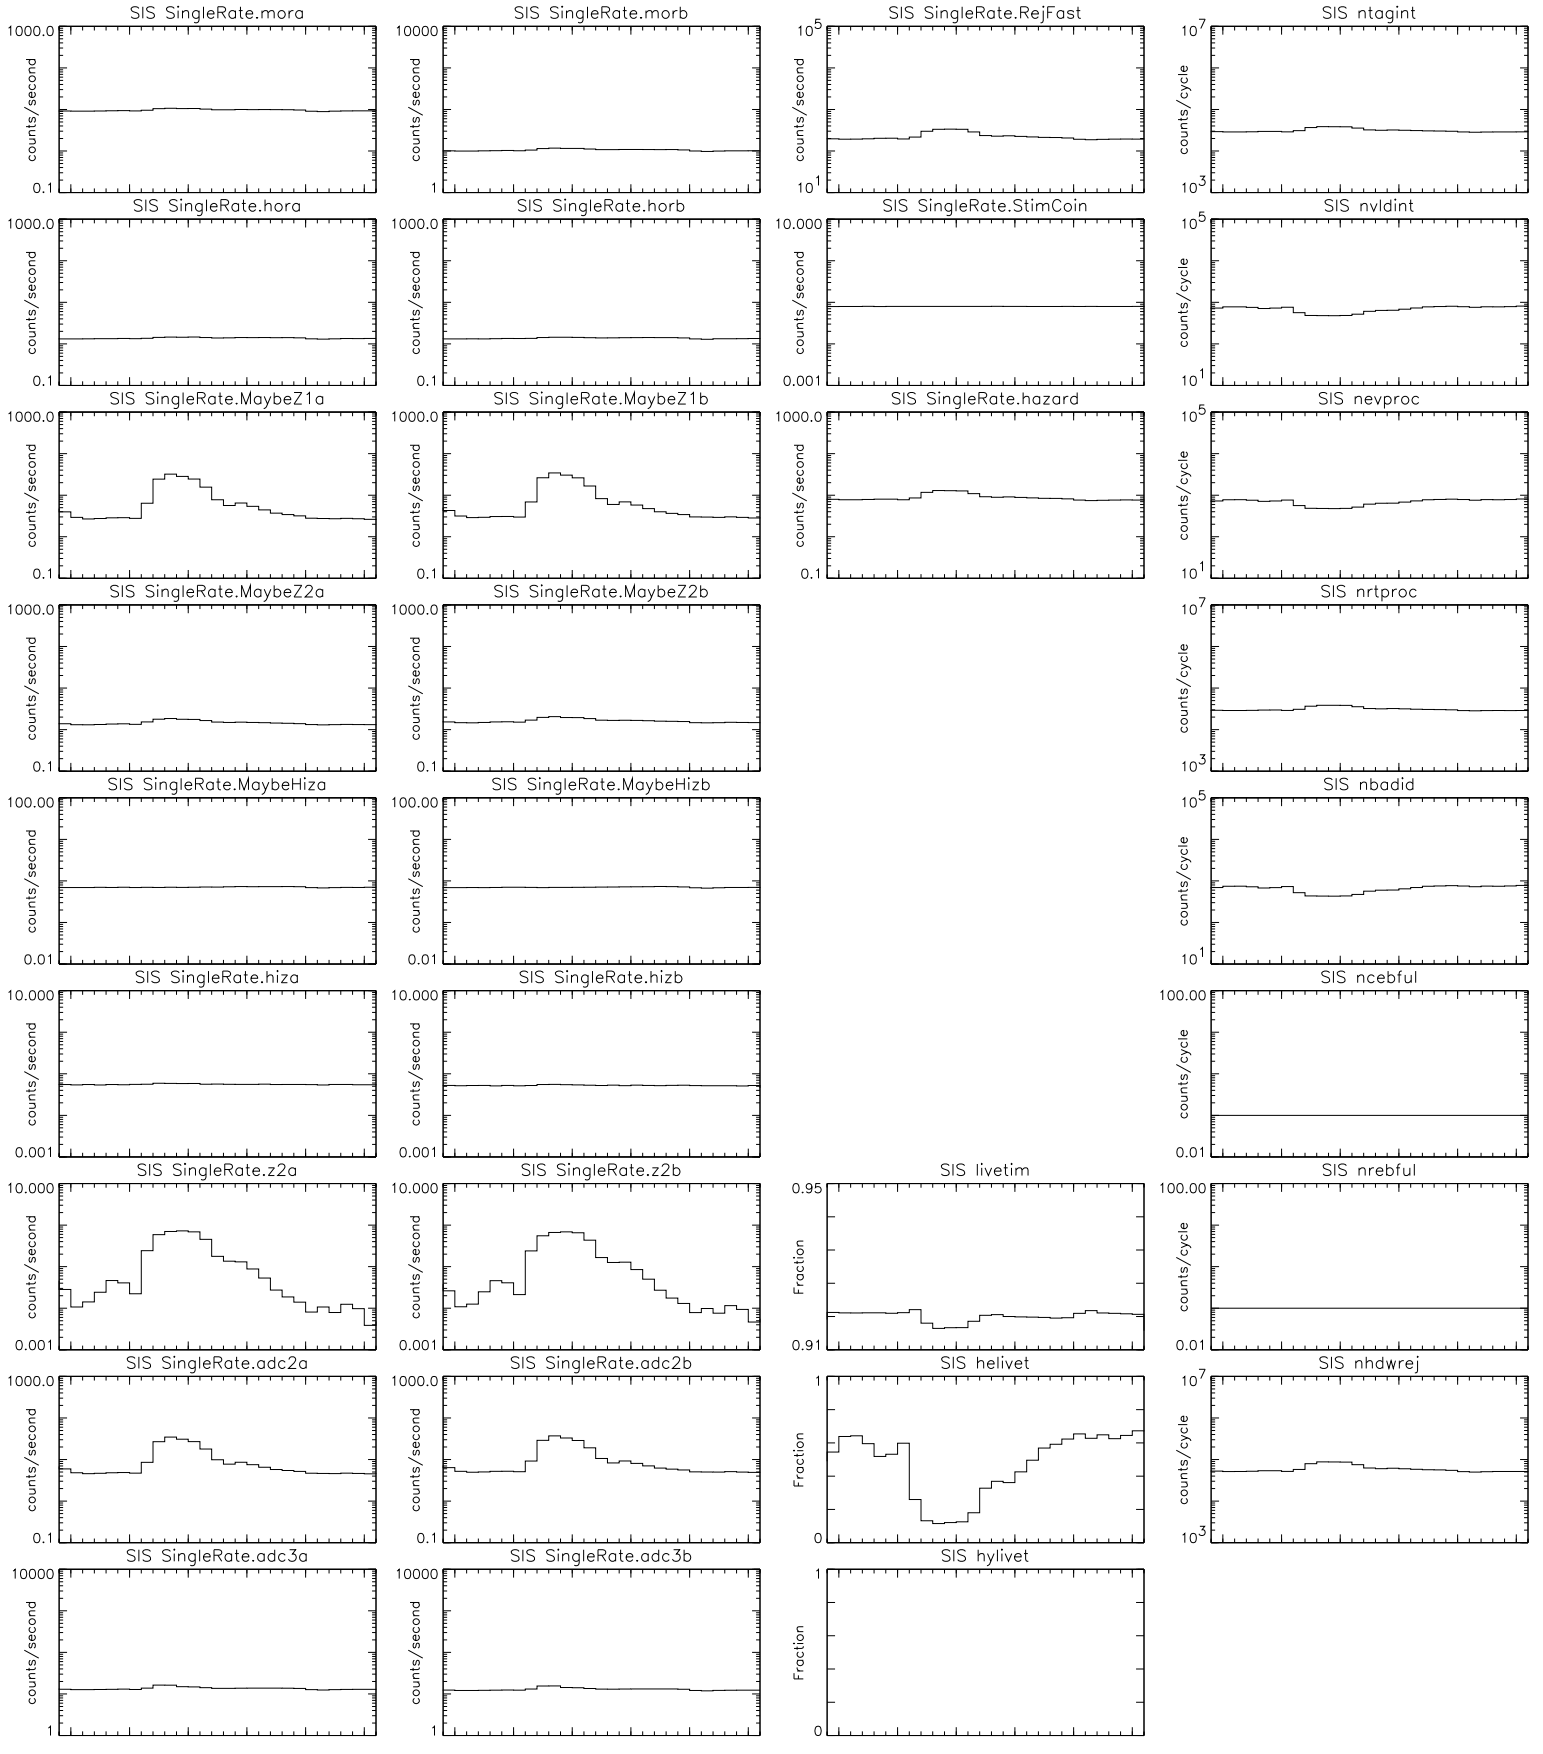 SIS SingleRate.mora
SIS SingleRate.morb
SIS SingleRate.RejFast
SIS ntagint
1000.0
counts/second
0.1
10000
counts/second
1
10^5
counts/second
10^1
10^7
counts/cycle
10^3
SIS SingleRate.hora
SIS SingleRate.horb
SIS SingleRate.StimCoin
SIS nvldint
1000.0
counts/second
0.1
1000.0
counts/second
0.1
10.000
counts/second
0.001
10^5
counts/cycle
10^1
SIS SingleRate.MaybeZ1a
SIS SingleRate.MaybeZ1b
SIS SingleRate.hazard
SIS nevproc
1000.0
counts/second
0.1
1000.0
counts/second
0.1
1000.0
counts/second
0.1
10^5
counts/cycle
10^1
SIS SingleRate.MaybeZ2a
SIS SingleRate.MaybeZ2b
SIS nrtproc
1000.0
counts/second
0.1
1000.0
counts/second
0.1
10^7
counts/cycle
10^3
SIS SingleRate.MaybeHiza
SIS SingleRate.MaybeHizb
SIS nbadid
100.00
counts/second
0.01
100.00
counts/second
0.01
10^5
counts/cycle
10^1
SIS SingleRate.hiza
SIS SingleRate.hizb
SIS ncebful
10.000
counts/second
0.001
10.000
counts/second
0.001
100.00
counts/cycle
0.01
SIS SingleRate.z2a
SIS SingleRate.z2b
SIS livetim
SIS nrebful
10.000
counts/second
0.001
10.000
counts/second
0.001
0.95
Fraction
0.91
100.00
counts/cycle
0.01
SIS SingleRate.adc2a
SIS SingleRate.adc2b
SIS helivet
SIS nhdwrej
1000.0
counts/second
0.1
1000.0
counts/second
0.1
1
Fraction
0
10^7
counts/cycle
10^3
SIS SingleRate.adc3a
SIS SingleRate.adc3b
SIS hylivet
10000
counts/second
1
10000
counts/second
1
1
Fraction
0